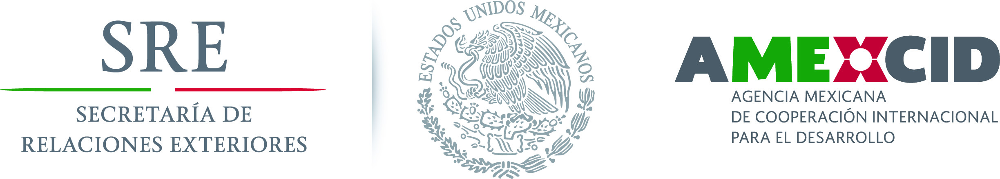 SRE
SECRETARÍA DE
RELACIONES EXTERIORES
ESTADOS UNIDOS MEXICANOS
AMEXCID
AGENCIA MEXICANA
DE COOPERACIÓN INTERNACIONAL
PARA EL DESARROLLO